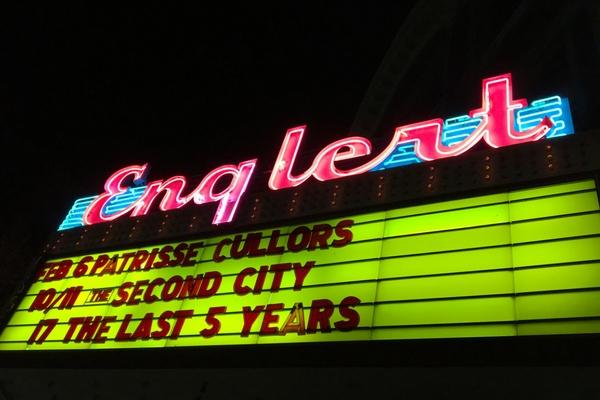 Englert
FEB 6 PATRISSE CULLORS
10/11 THE SECOND CITY
17 THE LAST 5 YEARS